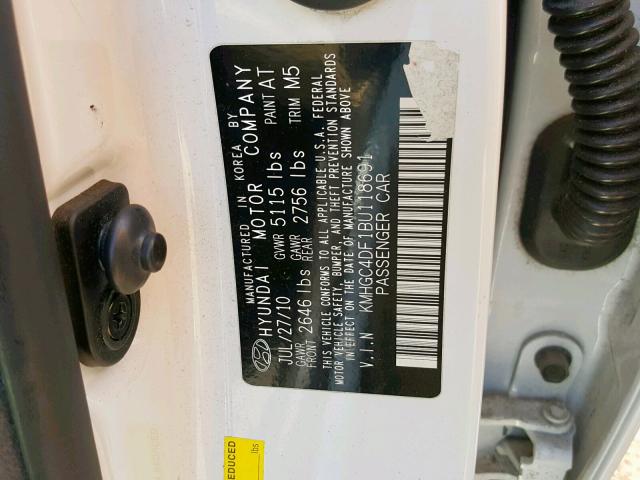 MANUFACTURED IN KOREA BY
HYUNDAI MOTOR COMPANY
JUL/27/10 GVWR 5115 lbs PAINT AT
GAWR FRONT 2646 lbs GAWR REAR 2756 lbs TRIM M5
THIS VEHICLE CONFORMS TO ALL APPLICABLE U.S.A. FEDERAL
MOTOR VEHICLE SAFETY, BUMPER, AND THEFT PREVENTION STANDARDS
IN EFFECT ON THE DATE OF MANUFACTURE SHOWN ABOVE
V.I.N KMHGC4DF1BU118691
PASSENGER CAR
REDUCED
lbs